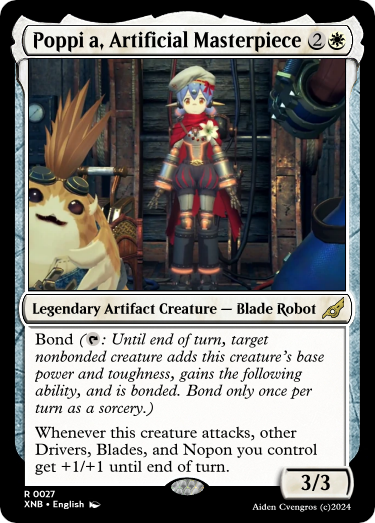 Poppi α, Artificial Masterpiece 2
Legendary Artifact Creature — Blade Robot
Bond (: Until end of turn, target
nonbonded creature adds this creature's base
power and toughness, gains the following
ability, and is bonded. Bond only once per
turn as a sorcery.)
Whenever this creature attacks, other
Drivers, Blades, and Nopon you control
get +1/+1 until end of turn.
3/3
R 0027
XNB • English
Aiden Cvengros (c)2024